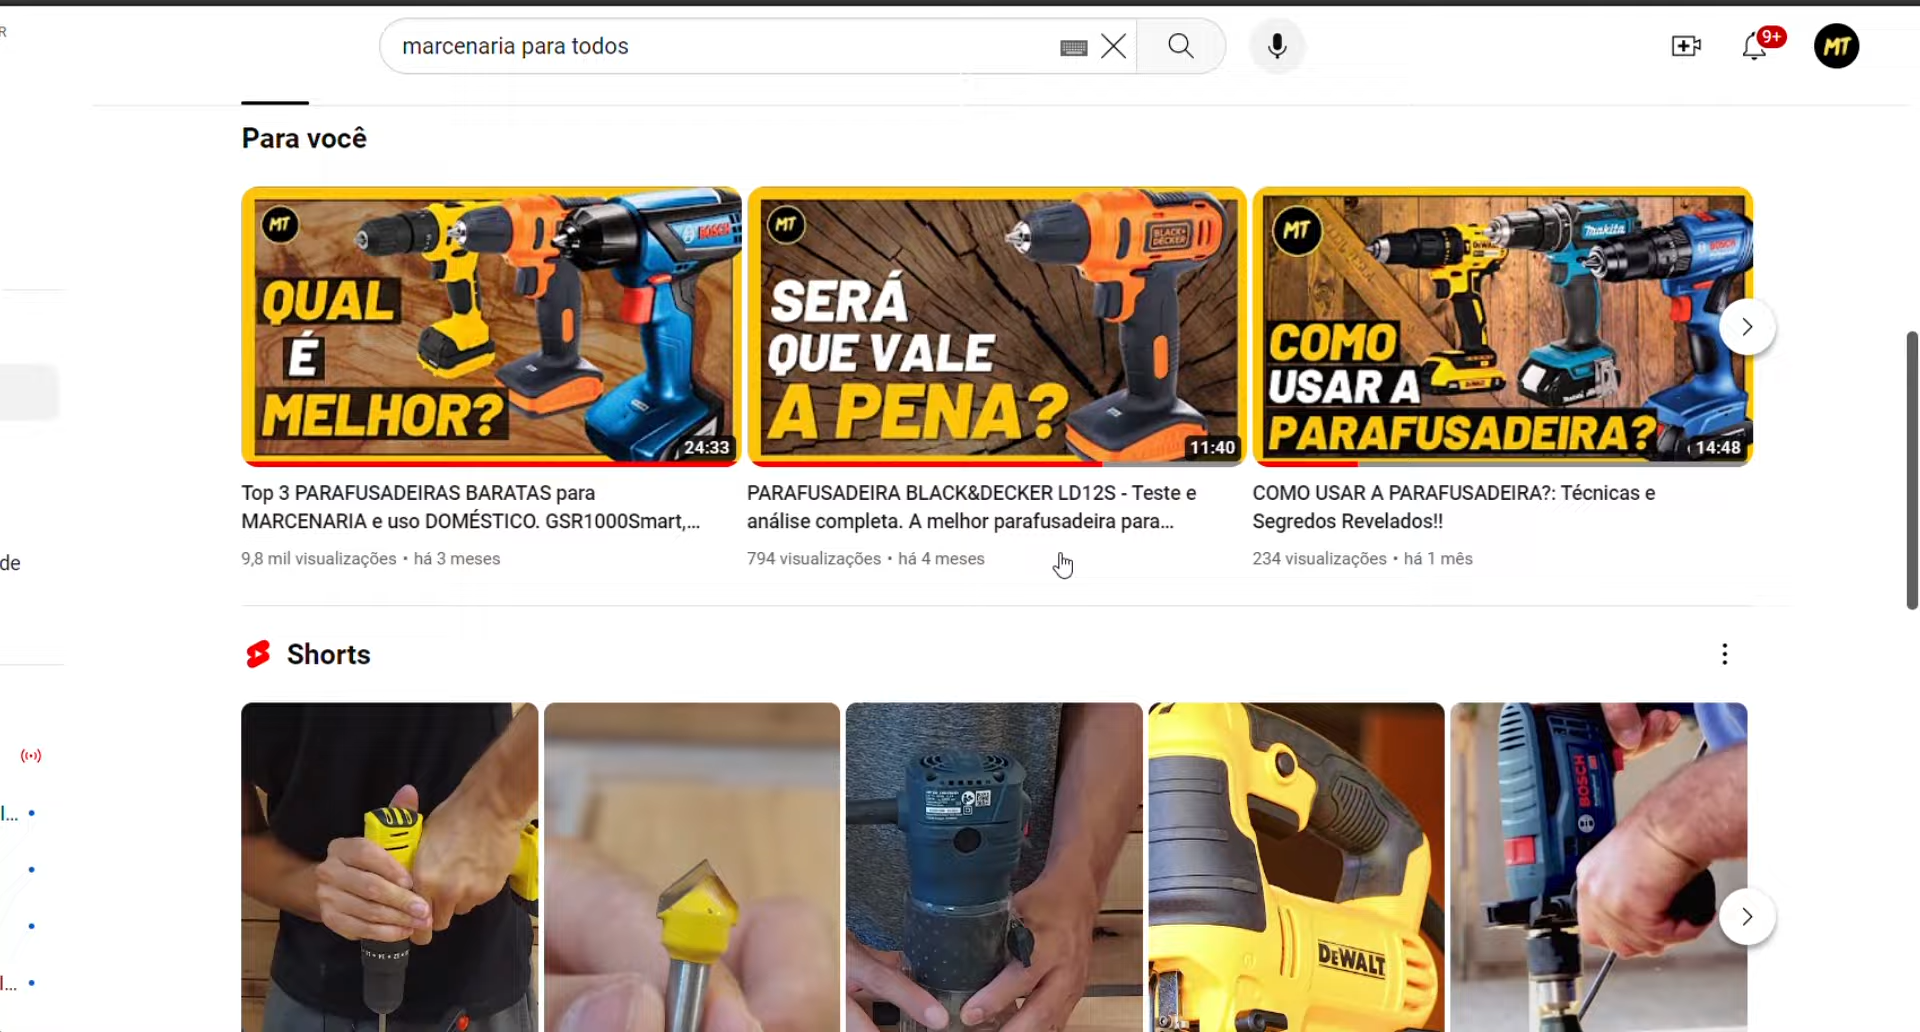 R
marcenaria para todos
9+
MT
Para você
MT
BOSCH
QUAL
É
MELHOR?
24:33
MT
BLACK+
DECKER
SERÁ
QUE VALE
A PENA?
11:40
MT
DEWALT
makita
BOSCH
COMO
USAR A
PARAFUSADEIRA?
14:48
Top 3 PARAFUSADEIRAS BARATAS para
MARCENARIA e uso DOMÉSTICO. GSR1000Smart,...
9,8 mil visualizações • há 3 meses
PARAFUSADEIRA BLACK&DECKER LD12S - Teste e
análise completa. A melhor parafusadeira para...
794 visualizações • há 4 meses
COMO USAR A PARAFUSADEIRA?: Técnicas e
Segredos Revelados!!
234 visualizações • há 1 mês
de
Shorts
l...
l...
DEWALT
BOSCH